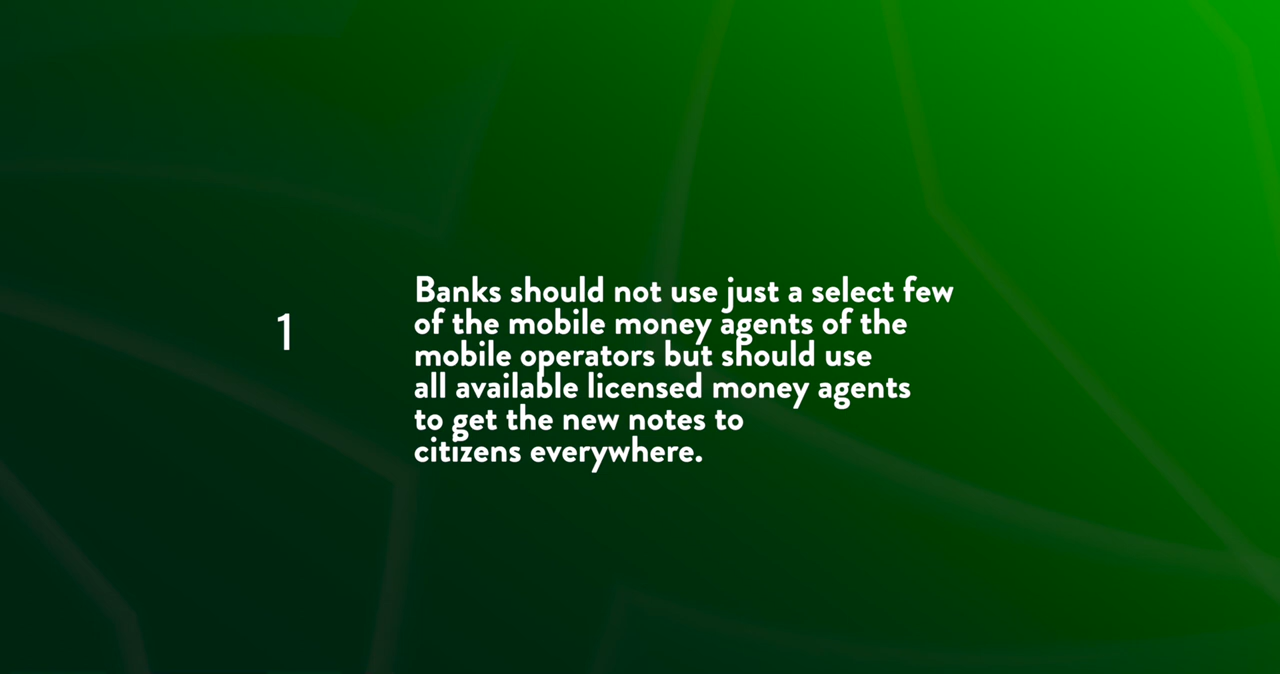 1
Banks should not use just a select few
of the mobile money agents of the
mobile operators but should use
all available licensed money agents
to get the new notes to
citizens everywhere.